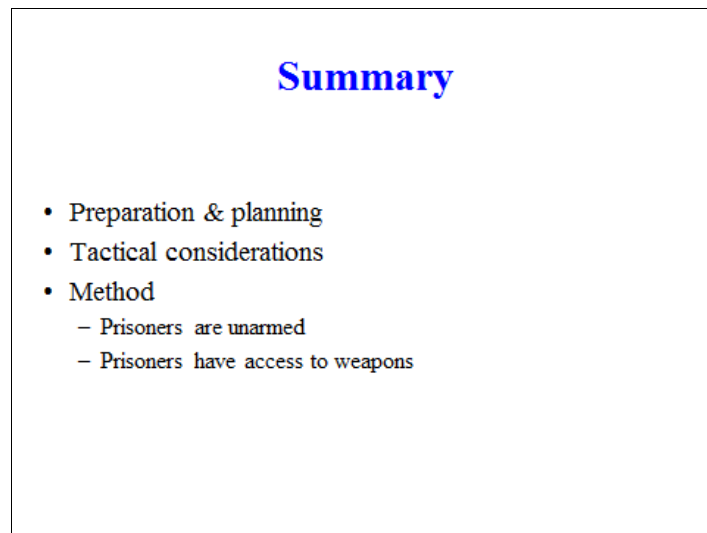 Summary
• Preparation & planning
• Tactical considerations
• Method
– Prisoners are unarmed
– Prisoners have access to weapons